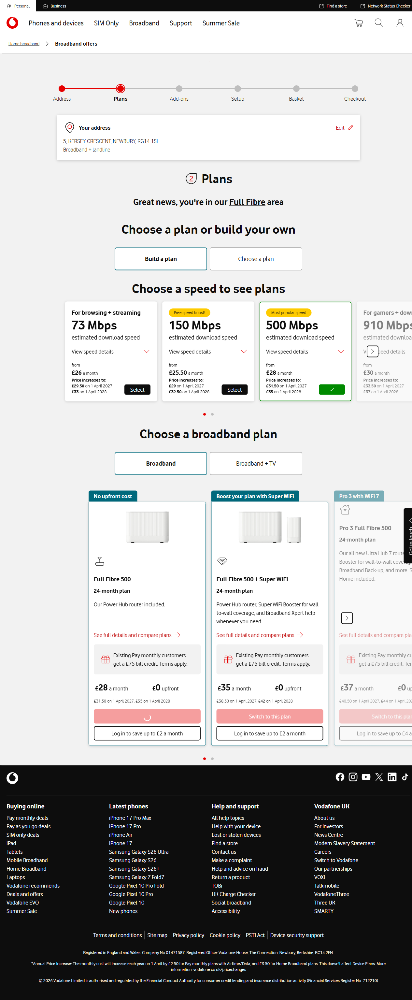 Personal
Business
Find a store
Network Status Checker
Phones and devices
SIM Only
Broadband
Support
Summer Sale
Home broadband
Broadband offers
Address
Plans
Add-ons
Setup
Basket
Checkout
Your address
Edit
5, KERSEY CRESCENT, NEWBURY, RG14 1SL
Broadband + landline
2 Plans
Great news, you're in our Full Fibre area
Choose a plan or build your own
Build a plan
Choose a plan
Choose a speed to see plans
For browsing + streaming
73 Mbps
estimated download speed
View speed details
from
£26 a month
Price increases to:
£29.50 on 1 April 2027
£33 on 1 April 2028
Select
Free speed boost!
150 Mbps
estimated download speed
View speed details
from
£25.50 a month
Price increases to:
£29 on 1 April 2027
£32.50 on 1 April 2028
Select
Most popular speed
500 Mbps
estimated download speed
View speed details
from
£28 a month
Price increases to:
£31.50 on 1 April 2027
£35 on 1 April 2028
For gamers +
910 Mbps
estimated
details
from
£30 a month
Price increases to:
£33.50 on 1 April 2027
£37 on 1 April 2028
Choose a broadband plan
Broadband
Broadband + TV
No upfront cost
Full Fibre 500
24-month plan
Our Power Hub router included.
See full details and compare plans
Existing Pay monthly customers
get a £75 bill credit. Terms apply.
£28 a month
£0 upfront
£31.50 on 1 April 2027, £35 on 1 April 2028
Log in to save up to £2 a month
Boost your plan with Super WiFi
Full Fibre 500 + Super WiFi
24-month plan
Power Hub router, Super WiFi Booster for wall-
to-wall coverage, and Broadband Xpert help
whenever you need.
See full details and compare plans
Existing Pay monthly customers
get a £75 bill credit. Terms apply.
£35 a month
£0 upfront
£38.50 on 1 April 2027, £42 on 1 April 2028
Switch to this plan
Log in to save up to £2 a month
Pro 3 with WiFi 7
Pro 3 Full Fibre 500
24-month plan
Our all new Ultra Hub 7
Booster for wall-to-wall
Broadband Back-up, and more.
Home included.
See full details and compare
Existing Pay monthly
get a £75 bill credit.
£37 a month
£0
£40.50 on 1 April 2027, £44 on 1 April
Switch to this
Log in to save up to £4
Get in touch
Buying online
Pay monthly deals
Pay as you go deals
SIM only deals
iPad
Tablets
Mobile Broadband
Home Broadband
Laptops
Vodafone recommends
Deals and offers
Vodafone EVO
Summer Sale
Latest phones
iPhone 17 Pro Max
iPhone 17 Pro
iPhone Air
iPhone 17
Samsung Galaxy S26 Ultra
Samsung Galaxy S26
Samsung Galaxy S26+
Samsung Galaxy Z Fold7
Google Pixel 10 Pro Fold
Google Pixel 10 Pro
Google Pixel 10
New phones
Help and support
All help topics
Help with your device
Lost or stolen devices
Find a store
Contact us
Make a complaint
Help and advice on fraud
Return a product
TOBi
UK Charge Checker
Social broadband
Accessibility
Vodafone UK
About us
For investors
News Centre
Modern Slavery Statement
Careers
Switch to Vodafone
Our partnerships
VOXI
Talkmobile
VodafoneThree
Three UK
SMARTY
Terms and conditions
Site map
Privacy policy
Cookie policy
PSTI Act
Device security support
Registered in England and Wales. Company No 01471587. Registered Office: Vodafone House, The Connection, Newbury, Berkshire, RG14 2FN.
*Annual Price Increase: The monthly cost will increase each year on 1 April by £2.50 for Pay monthly plans with Airtime/Data, and £3.50 for Home Broadband plans. This doesn't affect Device Plans. More
information: vodafone.co.uk/pricechanges
© 2026 Vodafone Limited is authorised and regulated by the Financial Conduct Authority for consumer credit lending and insurance distribution activity (Financial Services Register No. 712210)